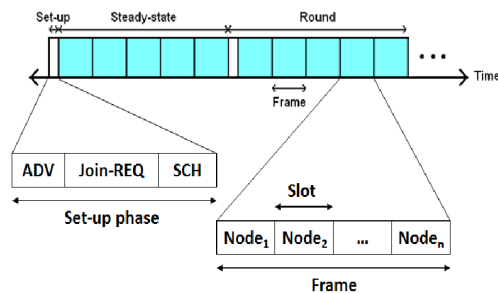 Set-up Steady-state Round
Time
Frame
ADV Join-REQ SCH
Set-up phase
Slot
Node₁ Node₂ ... Nodeₙ
Frame